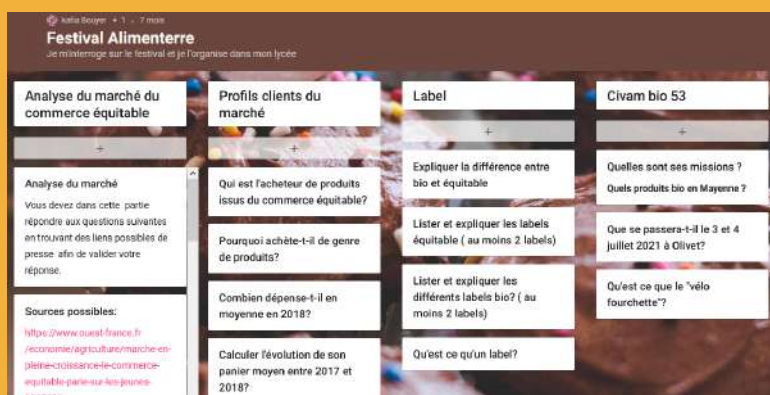 katia Bouyer + 1 . 7 mois
Festival Alimenterre
Je m'interroge sur le festival et je l'organise dans mon lycée
Analyse du marché du
commerce équitable
+
Analyse du marché
Vous devez dans cette partie
répondre aux questions suivantes
en trouvant des liens possibles de
presse afin de valider votre
réponse.
Sources possibles:
https://www.ouest-france.fr
/economie/agriculture/marche-en-
pleine-croissance-le-commerce-
equitable-parie-sur-les-jeunes-
Profils clients du
marché
+
Qui est l'acheteur de produits
issus du commerce équitable?
Pourquoi achète-t-il de genre
de produits?
Combien dépense-t-il en
moyenne en 2018?
Calculer l'évolution de son
panier moyen entre 2017 et
2018?
Label
+
Expliquer la différence entre
bio et équitable
Lister et expliquer les labels
équitable ( au moins 2 labels)
Lister et expliquer les
différents labels bio? ( au
moins 2 labels)
Qu'est ce qu'un label?
Civam bio 53
+
Quelles sont ses missions ?
Quels produits bio en Mayenne ?
Que se passera-t-il le 3 et 4
juillet 2021 à Olivet?
Qu'est ce que le "vélo
fourchette"?